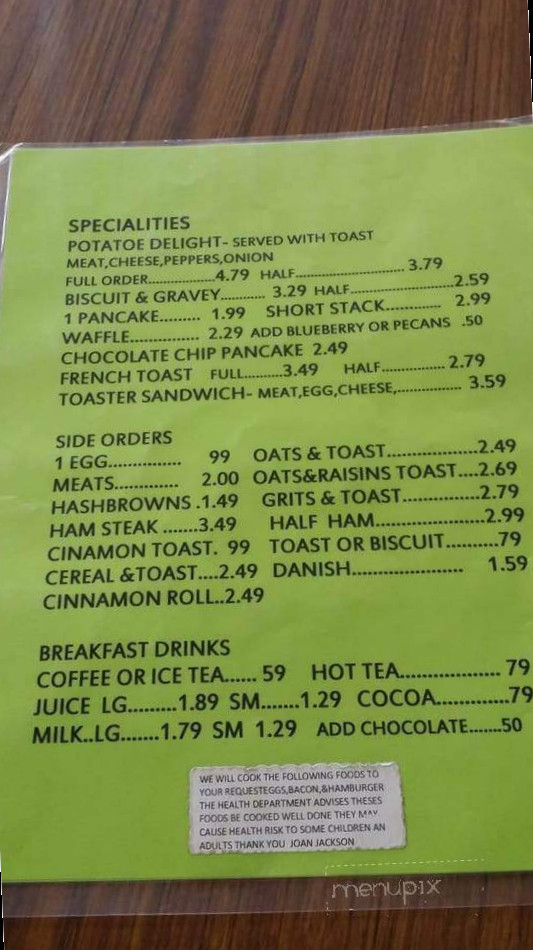 SPECIALITIES
POTATOE DELIGHT- SERVED WITH TOAST
MEAT,CHEESE,PEPPERS,ONION
FULL ORDER..................4.79 HALF............................ 3.79
BISCUIT & GRAVEY........... 3.29 HALF...........................2.59
1 PANCAKE......... 1.99 SHORT STACK............ 2.99
WAFFLE............... 2.29 ADD BLUEBERRY OR PECANS .50
CHOCOLATE CHIP PANCAKE 2.49
FRENCH TOAST FULL.........3.49 HALF................ 2.79
TOASTER SANDWICH- MEAT,EGG,CHEESE,................. 3.59
SIDE ORDERS
1 EGG............... 99 OATS & TOAST..................2.49
MEATS............. 2.00 OATS&RAISINS TOAST....2.69
HASHBROWNS .1.49 GRITS & TOAST...............2.79
HAM STEAK .......3.49 HALF HAM.....................2.99
CINAMON TOAST. 99 TOAST OR BISCUIT..........79
CEREAL &TOAST....2.49 DANISH...................... 1.59
CINNAMON ROLL..2.49
BREAKFAST DRINKS
COFFEE OR ICE TEA...... 59 HOT TEA................... 79
JUICE LG.........1.89 SM.......1.29 COCOA.............79
MILK..LG.......1.79 SM 1.29 ADD CHOCOLATE.......50
WE WILL COOK THE FOLLOWING FOODS TO
YOUR REQUESTEGGS,BACON,&HAMBURGER
THE HEALTH DEPARTMENT ADVISES THESES
FOODS BE COOKED WELL DONE THEY MAY
CAUSE HEALTH RISK TO SOME CHILDREN AN
ADULTS THANK YOU JOAN JACKSON
menupix